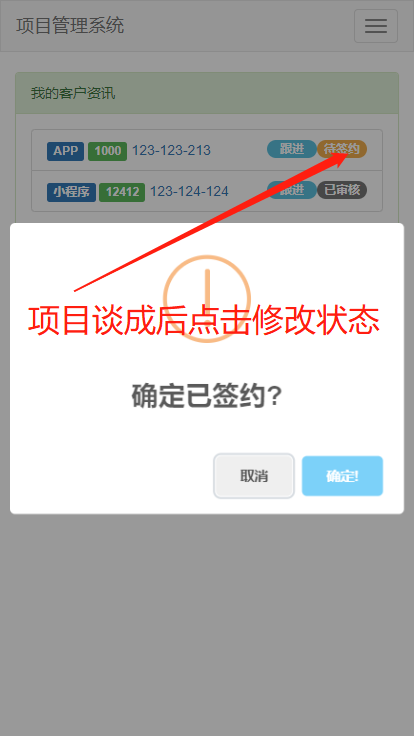 项目管理系统
我的客户资讯
APP 1000 123-123-213 跟进 待签约
小程序 12412 123-124-124 跟进 已审核
项目谈成后点击修改状态
确定已签约?
取消 确定!